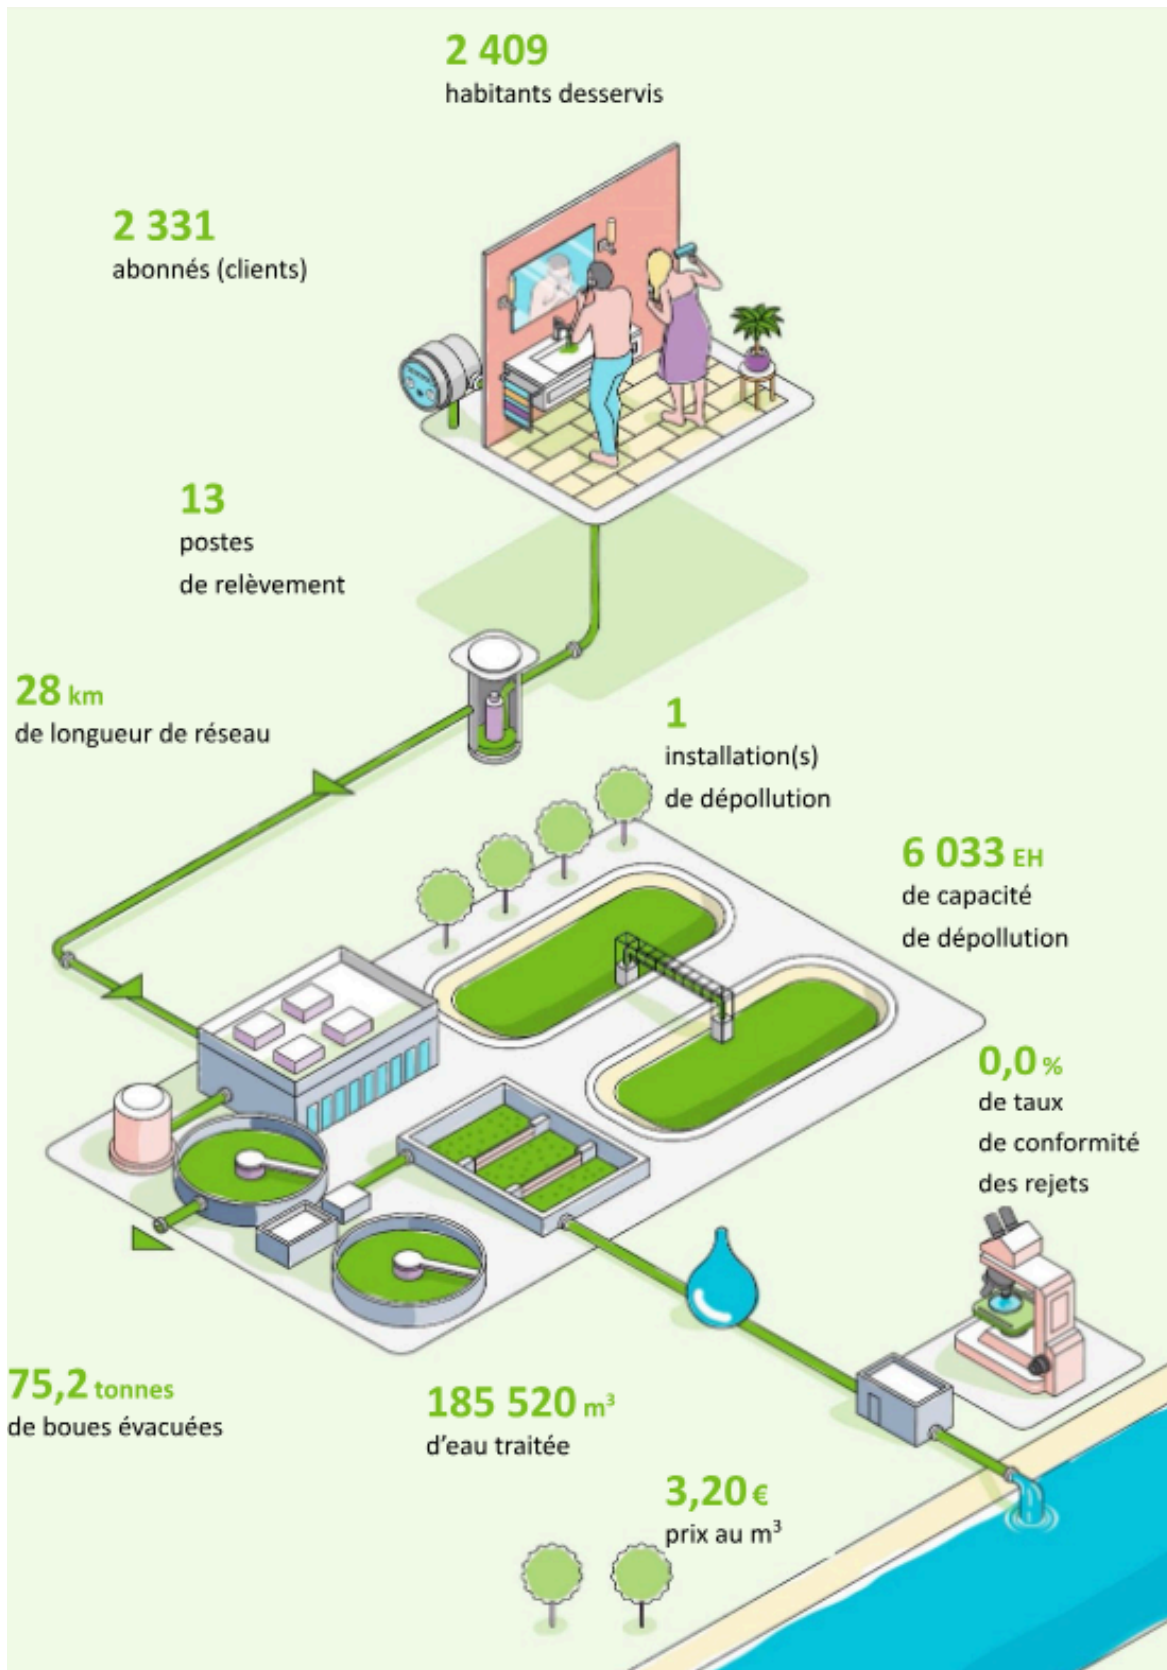 2 409
habitants desservis
2 331
abonnés (clients)
13
postes
de relèvement
28 km
de longueur de réseau
1
installation(s)
de dépollution
6 033 EH
de capacité
de dépollution
0,0 %
de taux
de conformité
des rejets
75,2 tonnes
de boues évacuées
185 520 m³
d'eau traitée
3,20 €
prix au m³